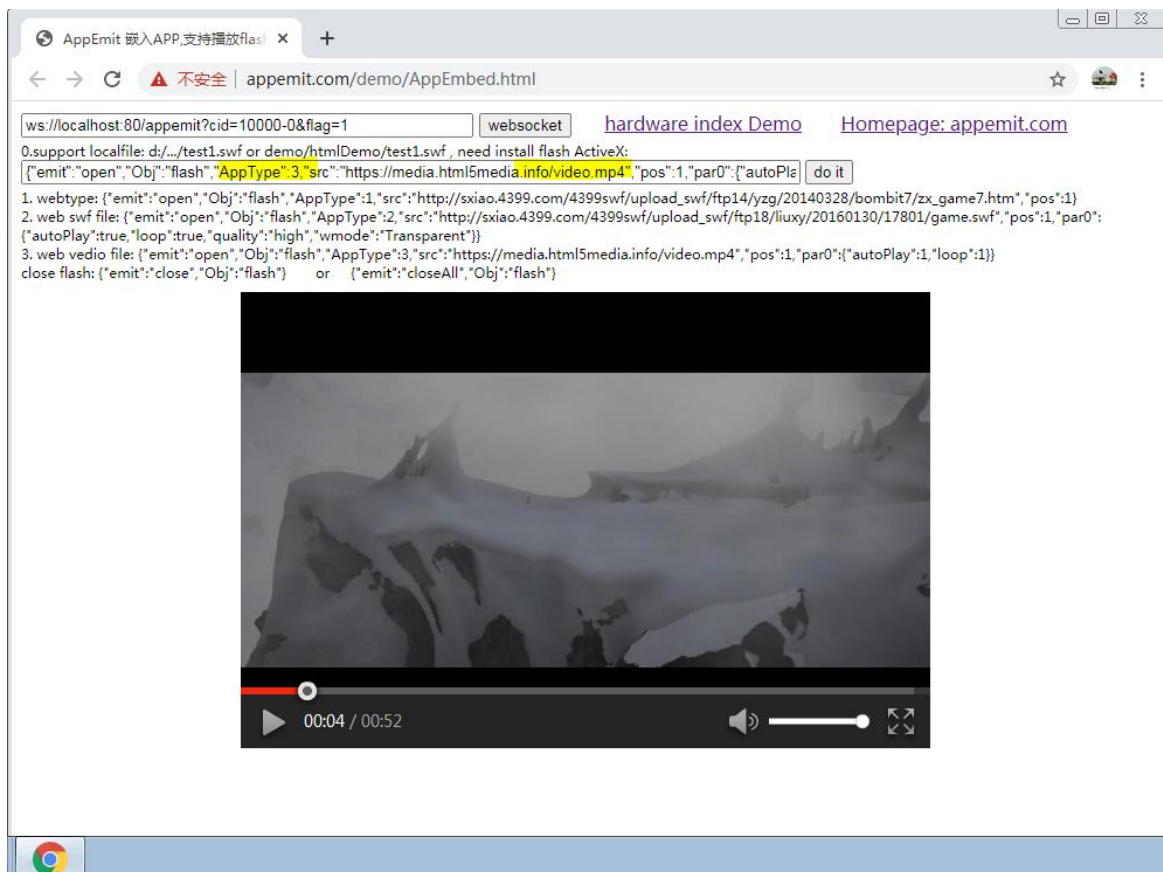 AppEmit 嵌入APP,支持播放flas
不安全 | appemit.com/demo/AppEmbed.html
ws://localhost:80/appemit?cid=10000-0&flag=1 websocket hardware index Demo Homepage: appemit.com
0.support localfile: d:/.../test1.swf or demo/htmlDemo/test1.swf , need install flash ActiveX:
{"emit":"open","Obj":"flash","AppType":3,"src":"https://media.html5media.info/video.mp4","pos":1,"par0":{"autoPla do it
1. webtype: {"emit":"open","Obj":"flash","AppType":1,"src":"http://sxiao.4399.com/4399swf/upload_swf/ftp14/yzg/20140328/bombit7/zx_game7.htm","pos":1}
2. web swf file: {"emit":"open","Obj":"flash","AppType":2,"src":"http://sxiao.4399.com/4399swf/upload_swf/ftp18/liuxy/20160130/17801/game.swf","pos":1,"par0":
{"autoPlay":true,"loop":true,"quality":"high","wmode":"Transparent"}}
3. web vedio file: {"emit":"open","Obj":"flash","AppType":3,"src":"https://media.html5media.info/video.mp4","pos":1,"par0":{"autoPlay":1,"loop":1}}
close flash: {"emit":"close","Obj":"flash"} or {"emit":"closeAll","Obj":"flash"}
00:04 / 00:52